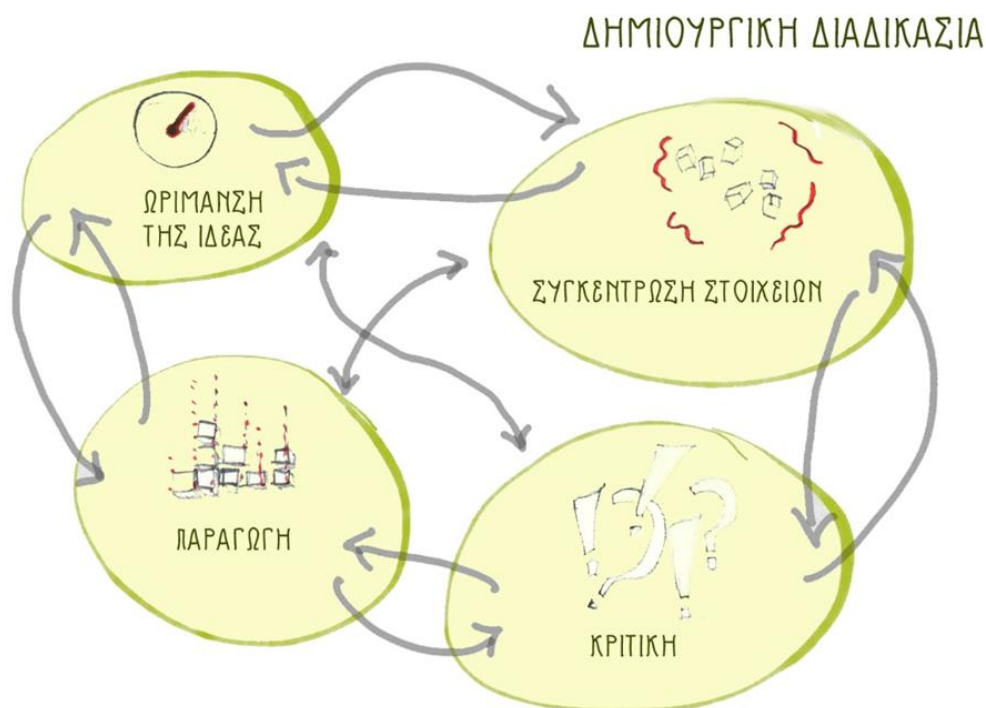 ΔΗΜΙΟΥΡΓΙΚΗ ΔΙΑΔΙΚΑΣΙΑ
ΩΡΙΜΑΝΣΗ
ΤΗΣ ΙΔΕΑΣ
ΣΥΓΚΕΝΤΡΩΣΗ ΣΤΟΙΧΕΙΩΝ
ΠΑΡΑΓΩΓΗ
ΚΡΙΤΙΚΗ